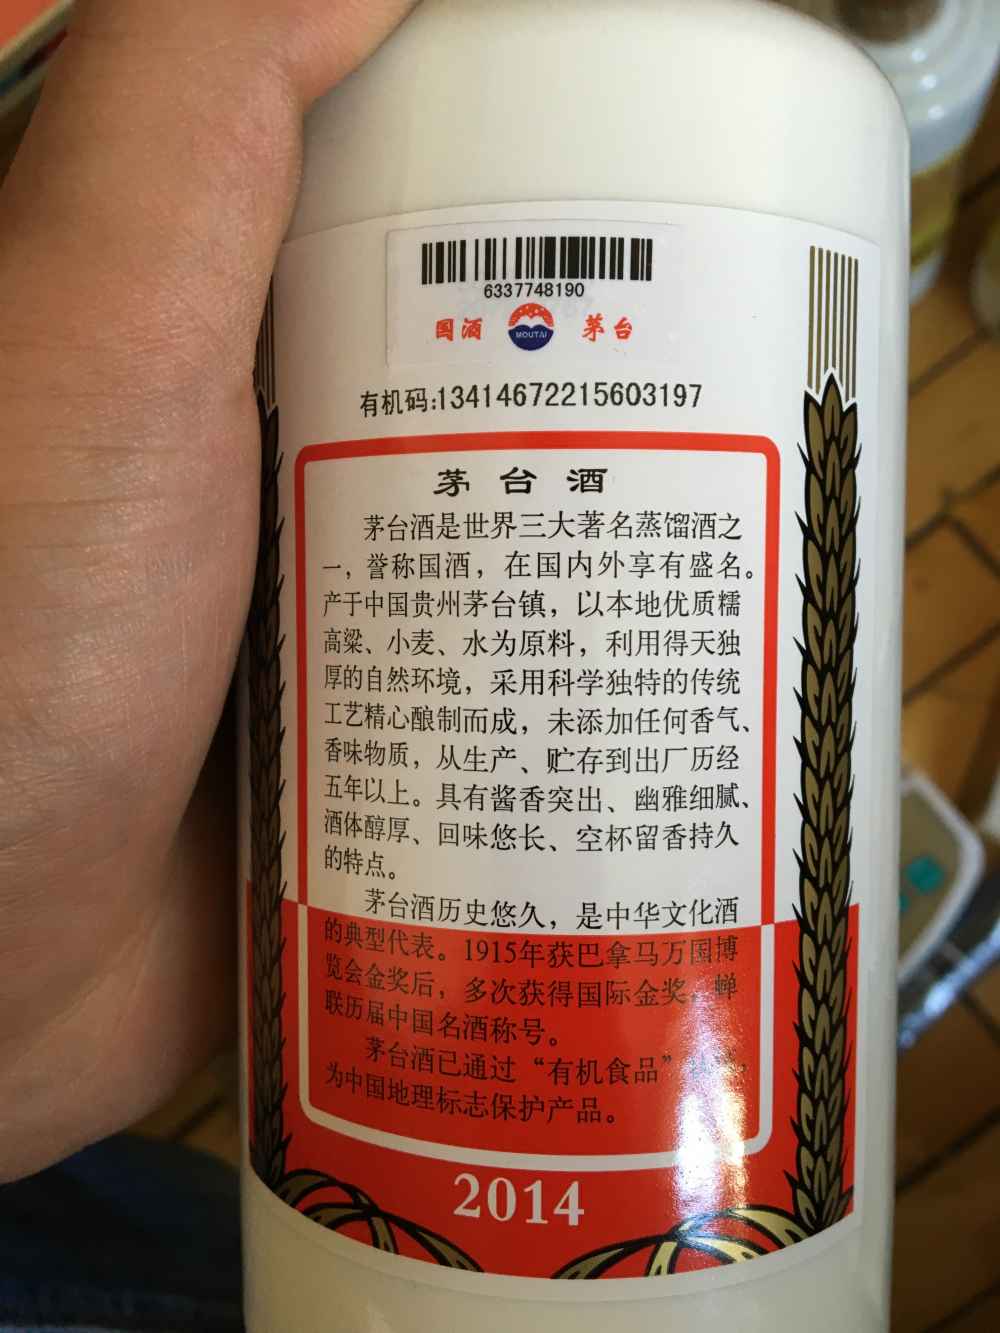 6337748190
国酒 MOUTAI 茅台
有机码:13414672215603197
茅台酒
茅台酒是世界三大著名蒸馏酒之
一，誉称国酒，在国内外享有盛名。
产于中国贵州茅台镇，以本地优质糯
高粱、小麦、水为原料，利用得天独
厚的自然环境，采用科学独特的传统
工艺精心酿制而成，未添加任何香气、
香味物质，从生产、贮存到出厂历经
五年以上。具有酱香突出、幽雅细腻、
酒体醇厚、回味悠长、空杯留香持久
的特点。
茅台酒历史悠久，是中华文化酒
的典型代表。1915年获巴拿马万国博
览会金奖后，多次获得国际金奖，蝉
联历届中国名酒称号。
茅台酒已通过“有机食品”
为中国地理标志保护产品。
2014